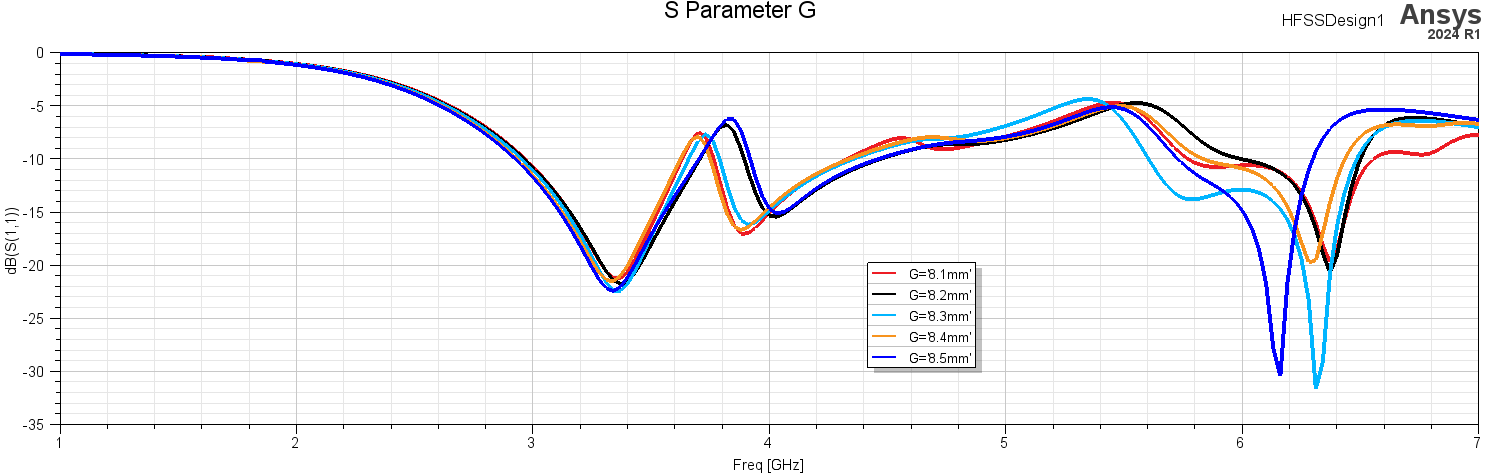 S Parameter G
HFSSDesign1
Ansys
2024 R1
0
-5
-10
-15
-20
-25
-30
-35
dB(S(1,1))
G='8.1mm'
G='8.2mm'
G='8.3mm'
G='8.4mm'
G='8.5mm'
1 2 3 4 5 6 7
Freq [GHz]